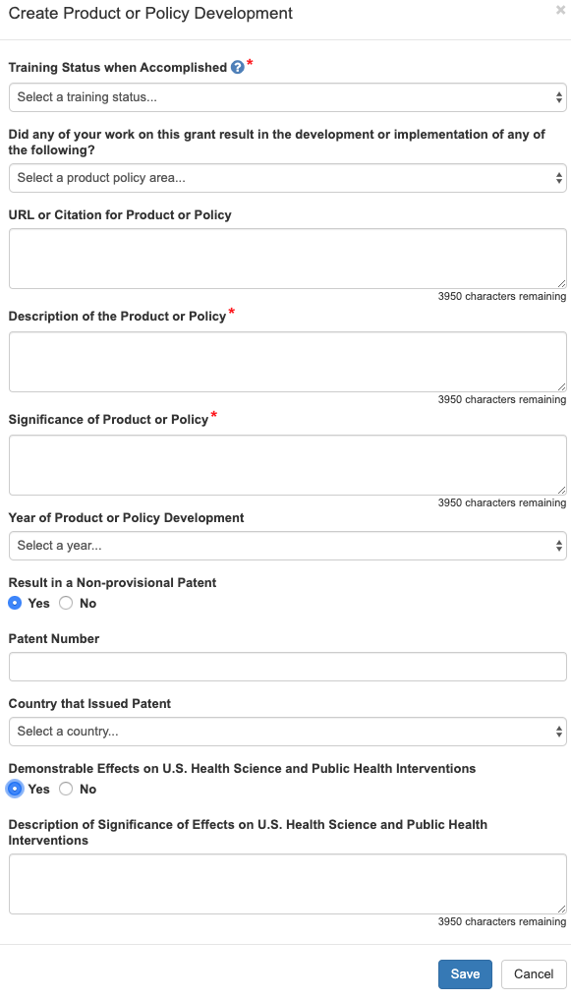 Create Product or Policy Development ×
Training Status when Accomplished ? *
Select a training status...
Did any of your work on this grant result in the development or implementation of any of
the following?
Select a product policy area...
URL or Citation for Product or Policy
3950 characters remaining
Description of the Product or Policy *
3950 characters remaining
Significance of Product or Policy *
3950 characters remaining
Year of Product or Policy Development
Select a year...
Result in a Non-provisional Patent
Yes No
Patent Number
Country that Issued Patent
Select a country...
Demonstrable Effects on U.S. Health Science and Public Health Interventions
Yes No
Description of Significance of Effects on U.S. Health Science and Public Health
Interventions
3950 characters remaining
Save Cancel